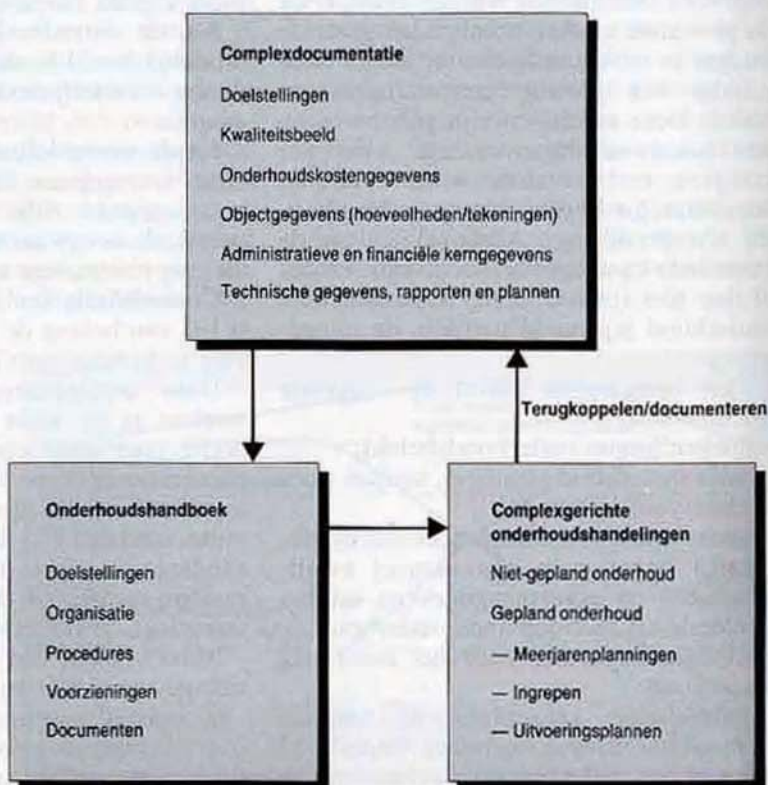 Complexdocumentatie
Doelstellingen
Kwaliteitsbeeld
Onderhoudskostengegevens
Objectgegevens (hoeveelheden/tekeningen)
Administratieve en financiële kerngegevens
Technische gegevens, rapporten en plannen
Terugkoppelen/documenteren
Onderhoudshandboek
Doelstellingen
Organisatie
Procedures
Voorzieningen
Documenten
Complexgerichte
onderhoudshandelingen
Niet-gepland onderhoud
Gepland onderhoud
— Meerjarenplanningen
— Ingrepen
— Uitvoeringsplannen